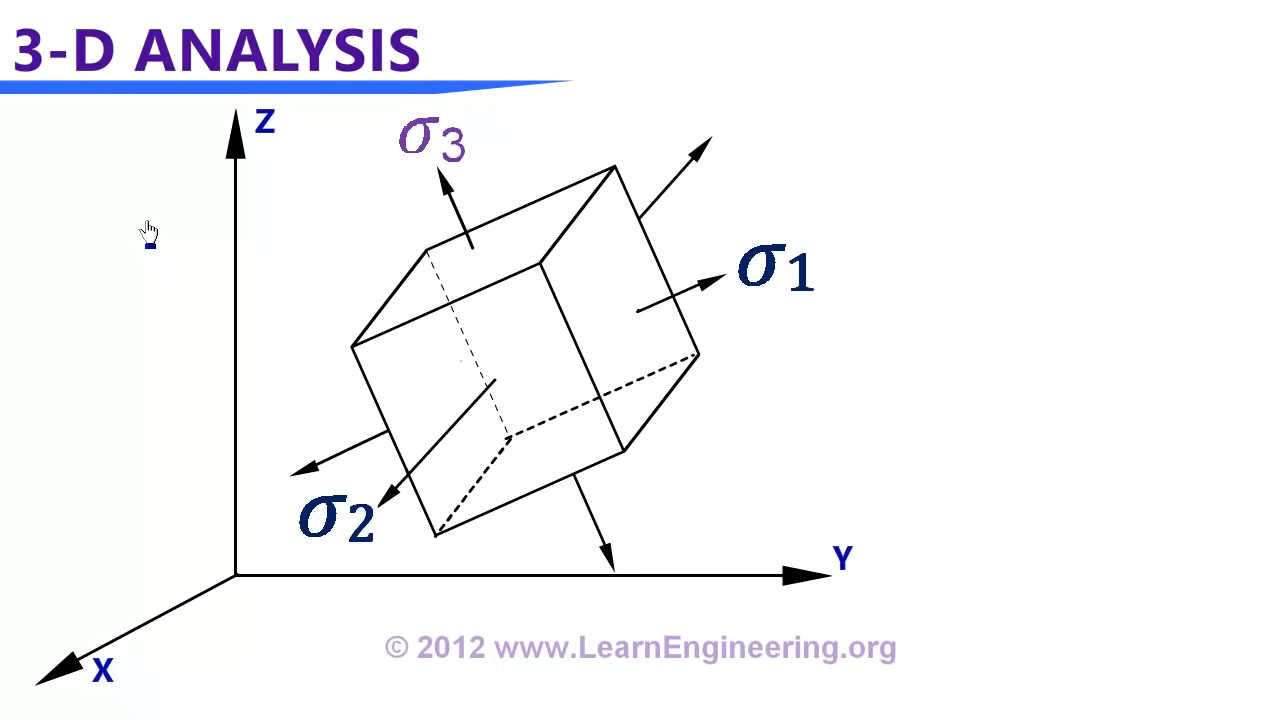 3-D ANALYSIS
Z
σ3
σ1
σ2
Y
X
© 2012 www.LearnEngineering.org